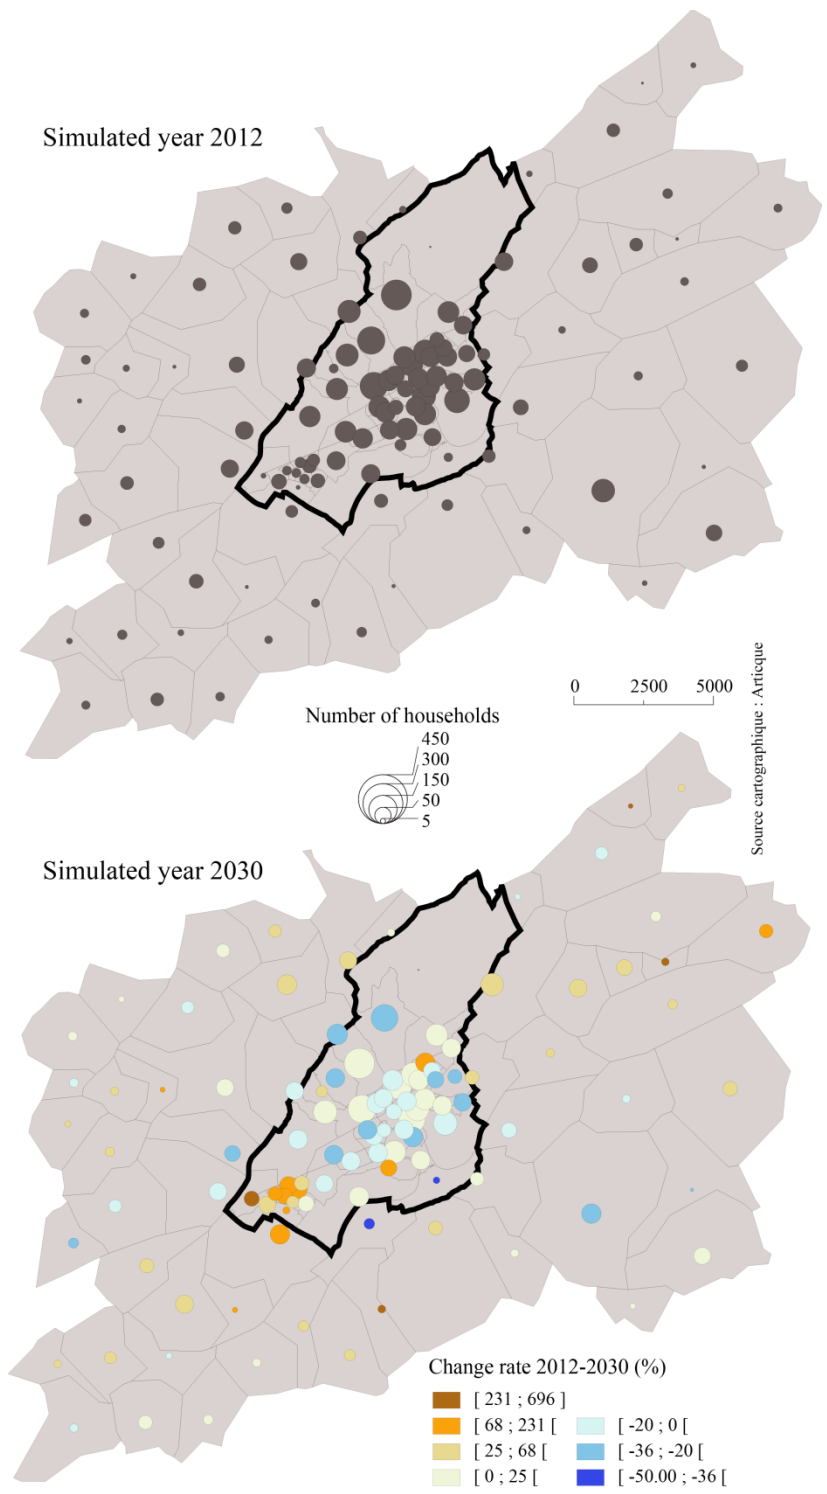 Simulated year 2012
0 2500 5000
Source cartographique : Articque
Number of households
450
300
150
50
5
Simulated year 2030
Change rate 2012-2030 (%)
[ 231 ; 696 ]
[ 68 ; 231 [
[ -20 ; 0 [
[ 25 ; 68 [
[ -36 ; -20 [
[ 0 ; 25 [
[ -50.00 ; -36 [